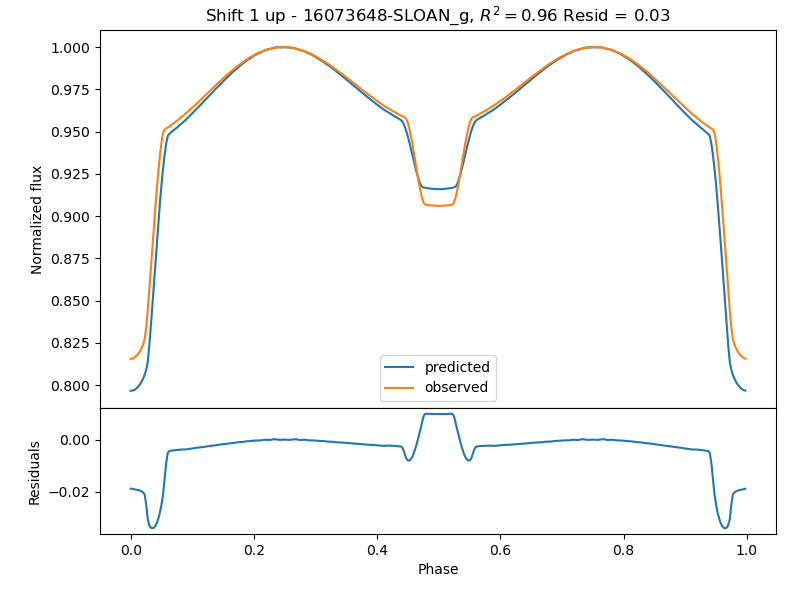 Shift 1 up - 16073648-SLOAN_g, R² = 0.96 Resid = 0.03
1.000
0.975
0.950
0.925
0.900
0.875
0.850
0.825
0.800
Normalized flux
predicted
observed
0.00
−0.02
Residuals
0.0 0.2 0.4 0.6 0.8 1.0
Phase